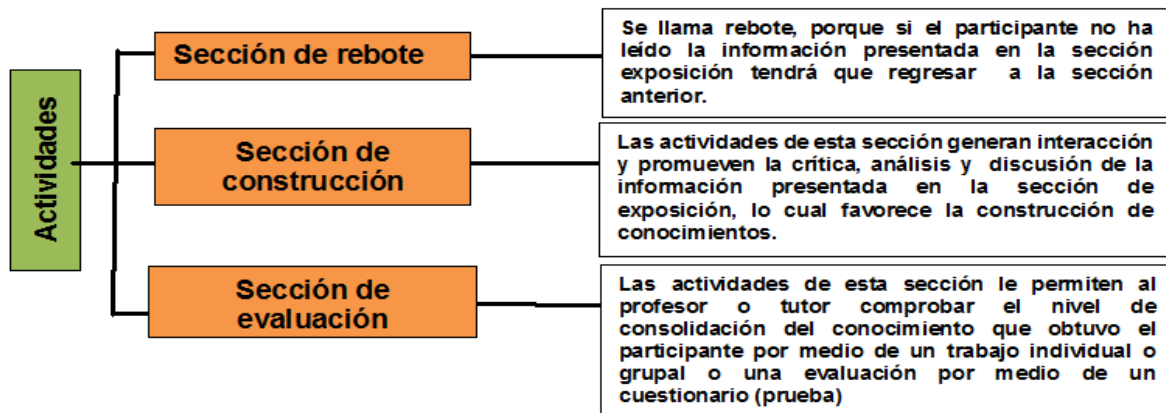 Actividades
Sección de rebote
Se llama rebote, porque si el participante no ha
leído la información presentada en la sección
exposición tendrá que regresar a la sección
anterior.
Sección de
construcción
Las actividades de esta sección generan interacción
y promueven la crítica, análisis y discusión de la
información presentada en la sección de
exposición, lo cual favorece la construcción de
conocimientos.
Sección de
evaluación
Las actividades de esta sección le permiten al
profesor o tutor comprobar el nivel de
consolidación del conocimiento que obtuvo el
participante por medio de un trabajo individual o
grupal o una evaluación por medio de un
cuestionario (prueba)